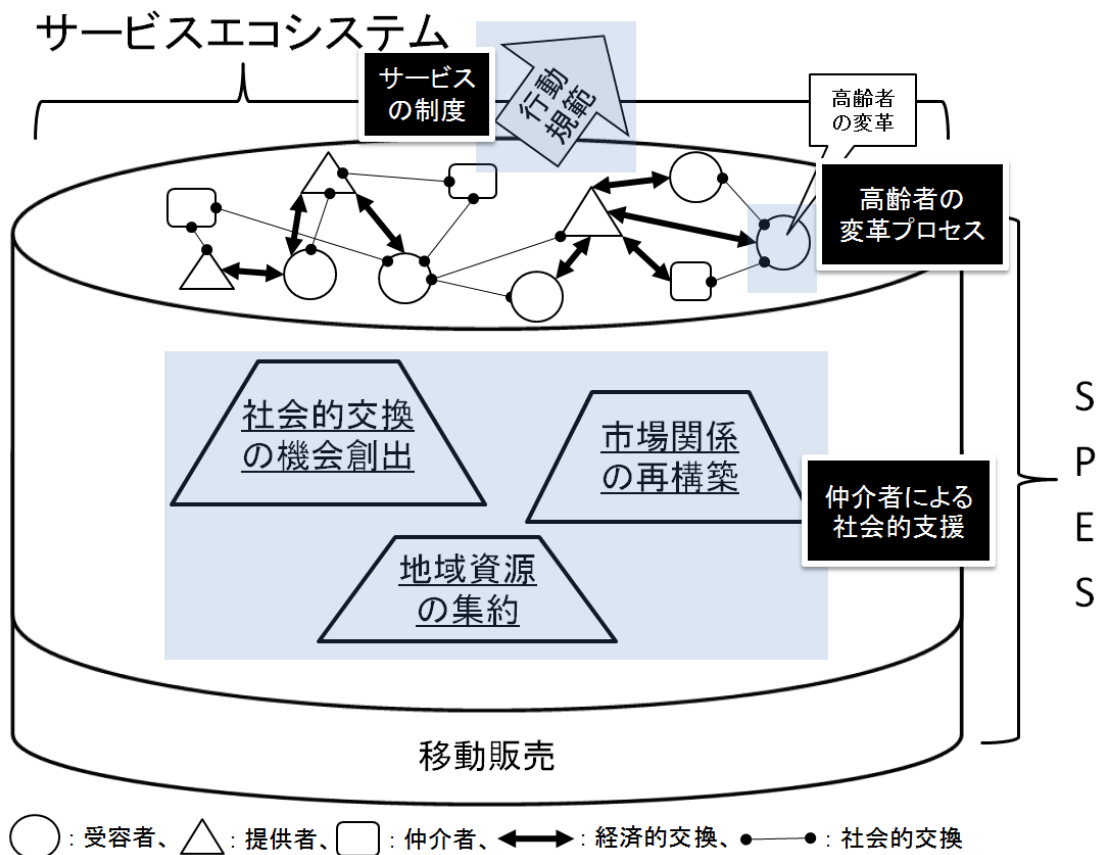 サービスエコシステム
サービス
の制度
行動
規範
高齢者
の変革
高齢者の
変革プロセス
社会的交換
の機会創出
市場関係
の再構築
地域資源
の集約
仲介者による
社会的支援
S
P
E
S
移動販売
：受容者、 ：提供者、 ：仲介者、 ：経済的交換、 ：社会的交換